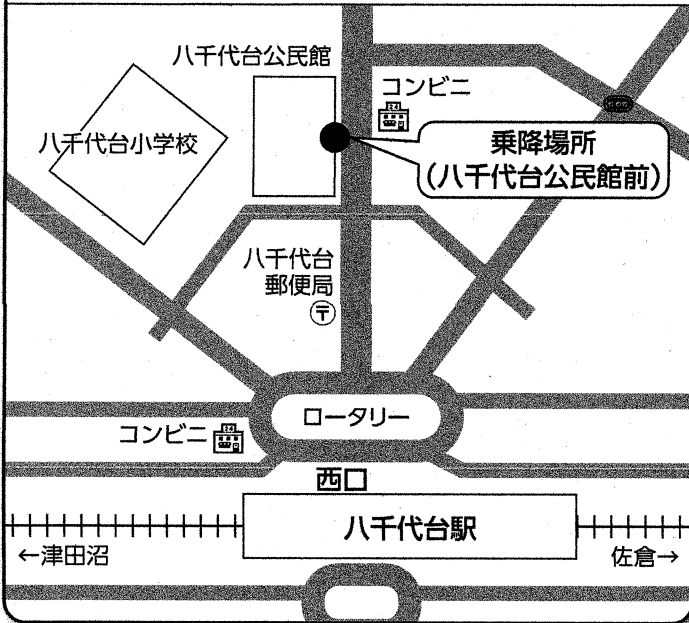 八千代台公民館
コンビニ
24
八千代台小学校
乗降場所
(八千代台公民館前)
八千代台
郵便局
〒
ロータリー
コンビニ
24
西口
八千代台駅
←津田沼
佐倉→